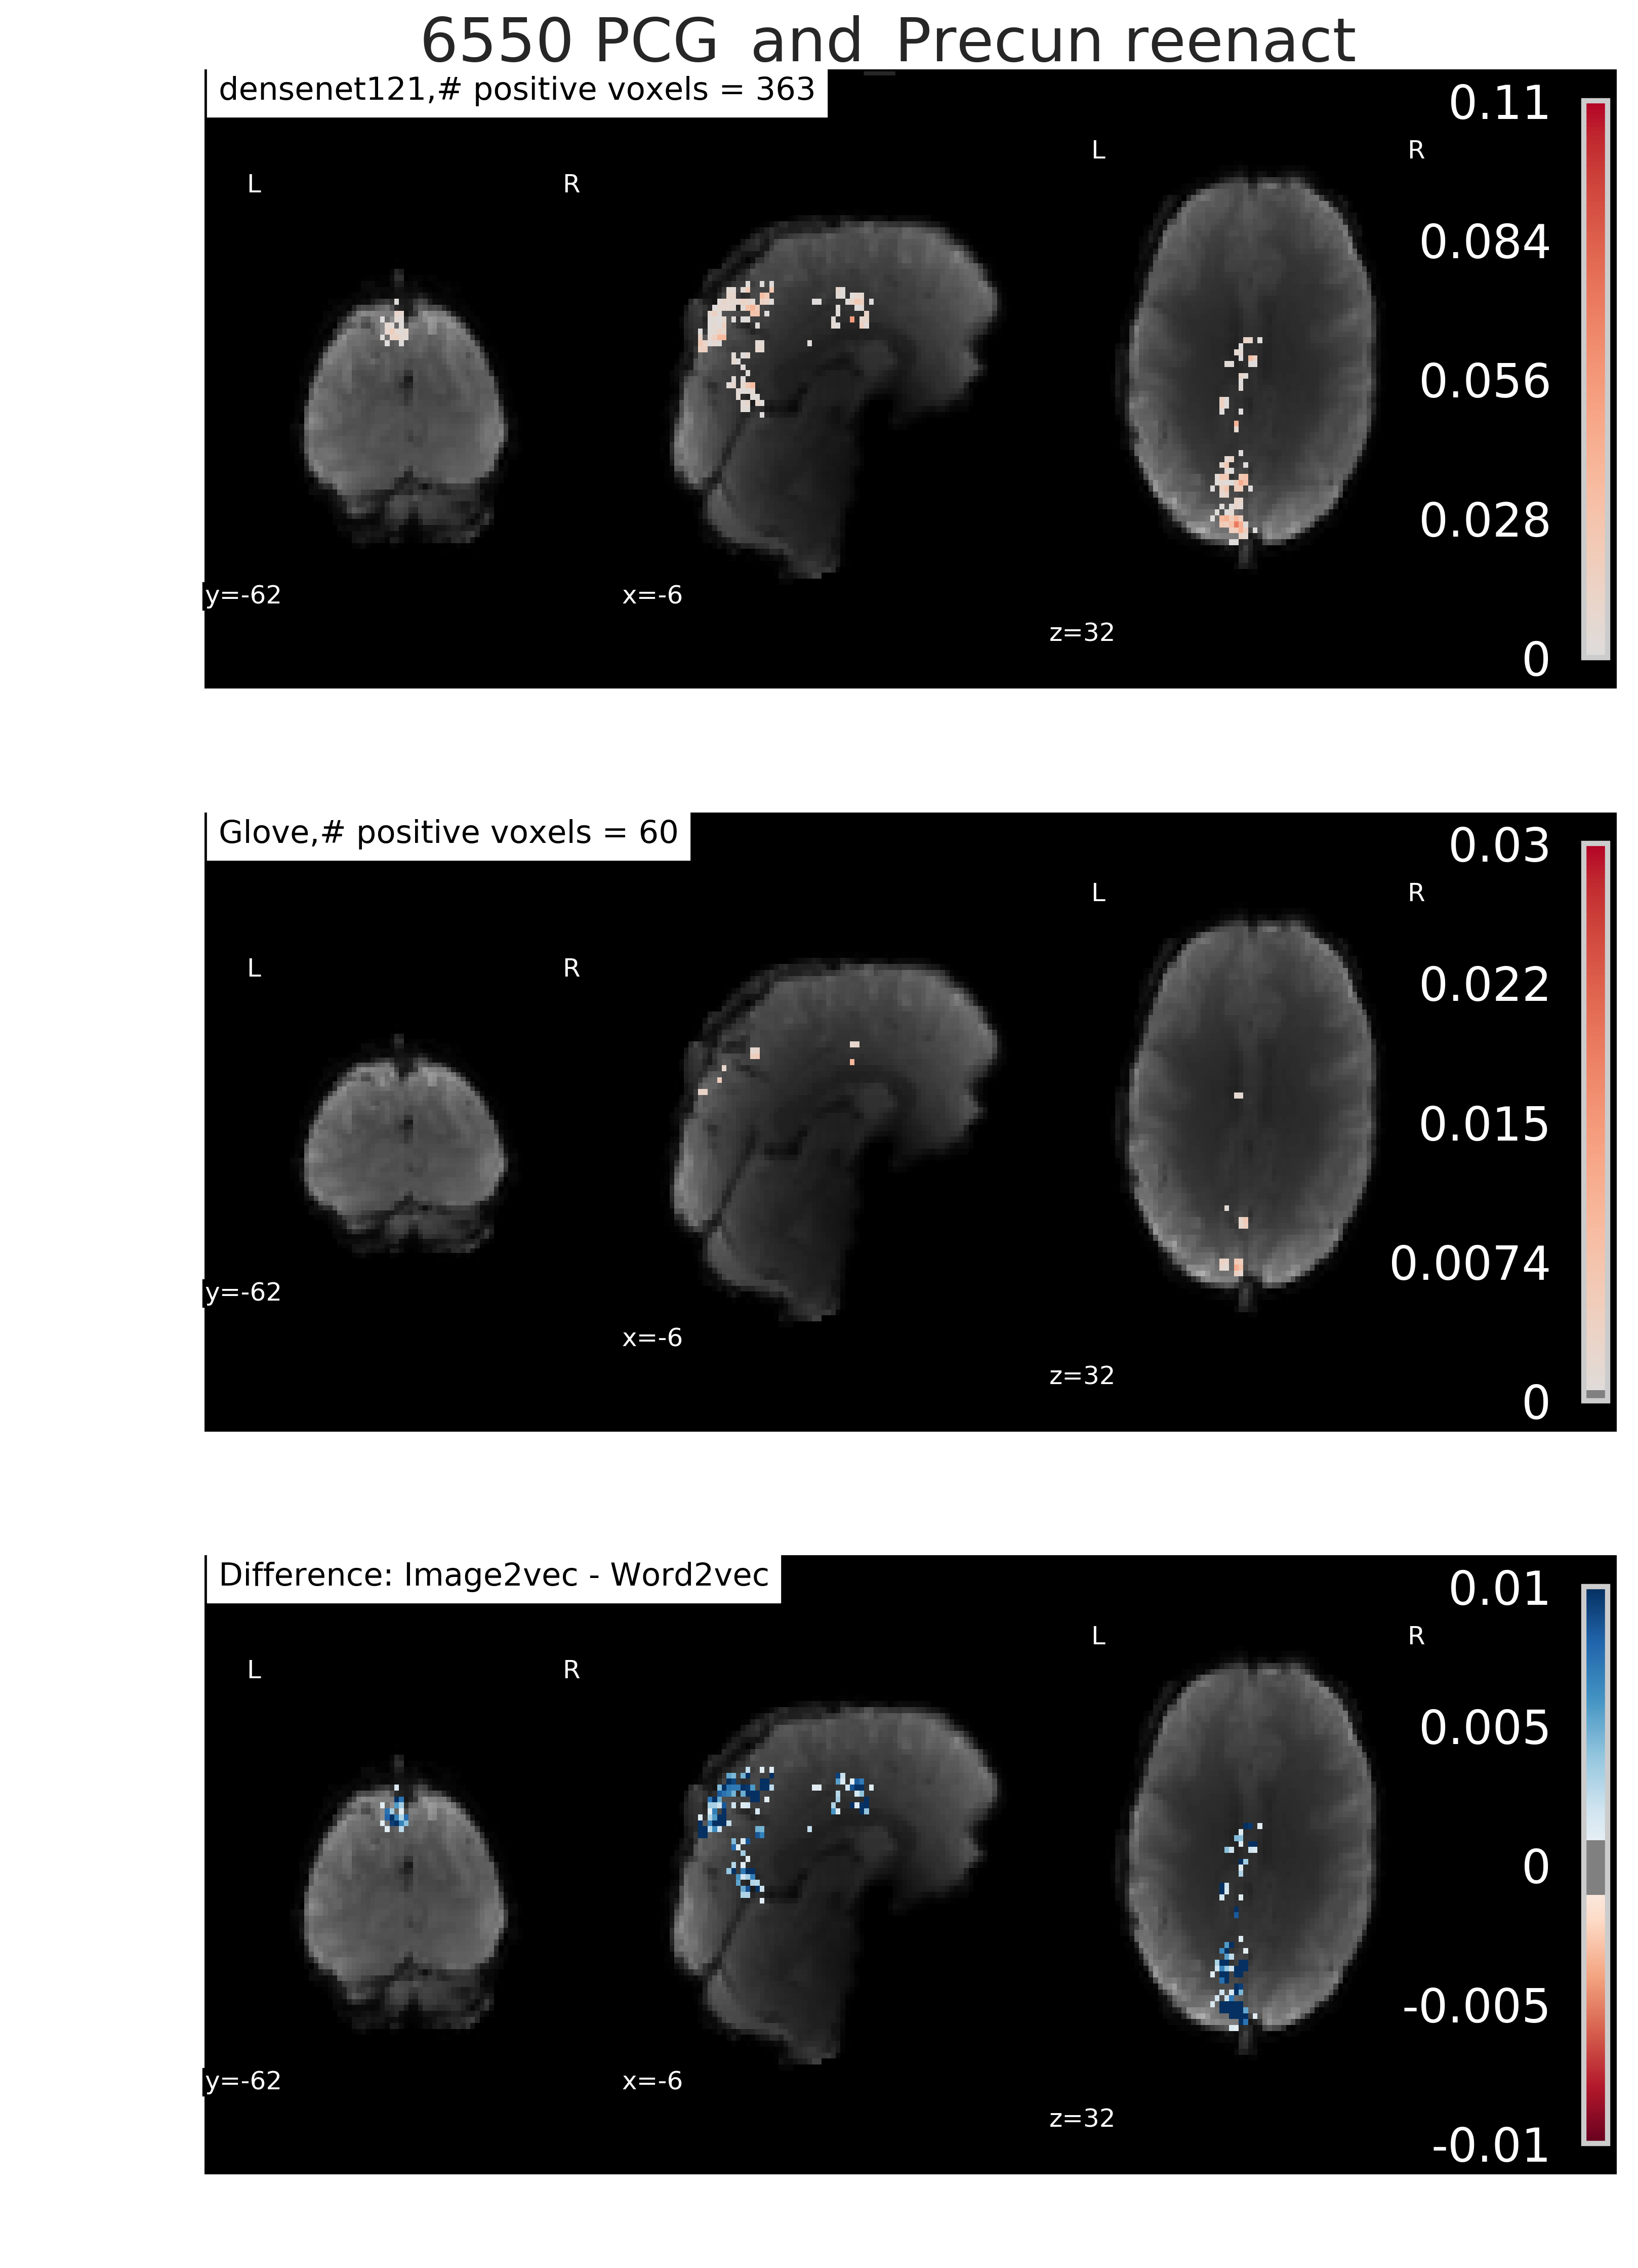 6550 PCG_and_Precun reenact
densenet121,# positive voxels = 363
0.11
L R
L R
0.084
0.056
0.028
y=-62
x=-6
z=32
0
Glove,# positive voxels = 60
0.03
L R
L R
0.022
0.015
0.0074
y=-62
x=-6
z=32
0
Difference: Image2vec - Word2vec
0.01
L R
L R
0.005
0
-0.005
y=-62
x=-6
z=32
-0.01